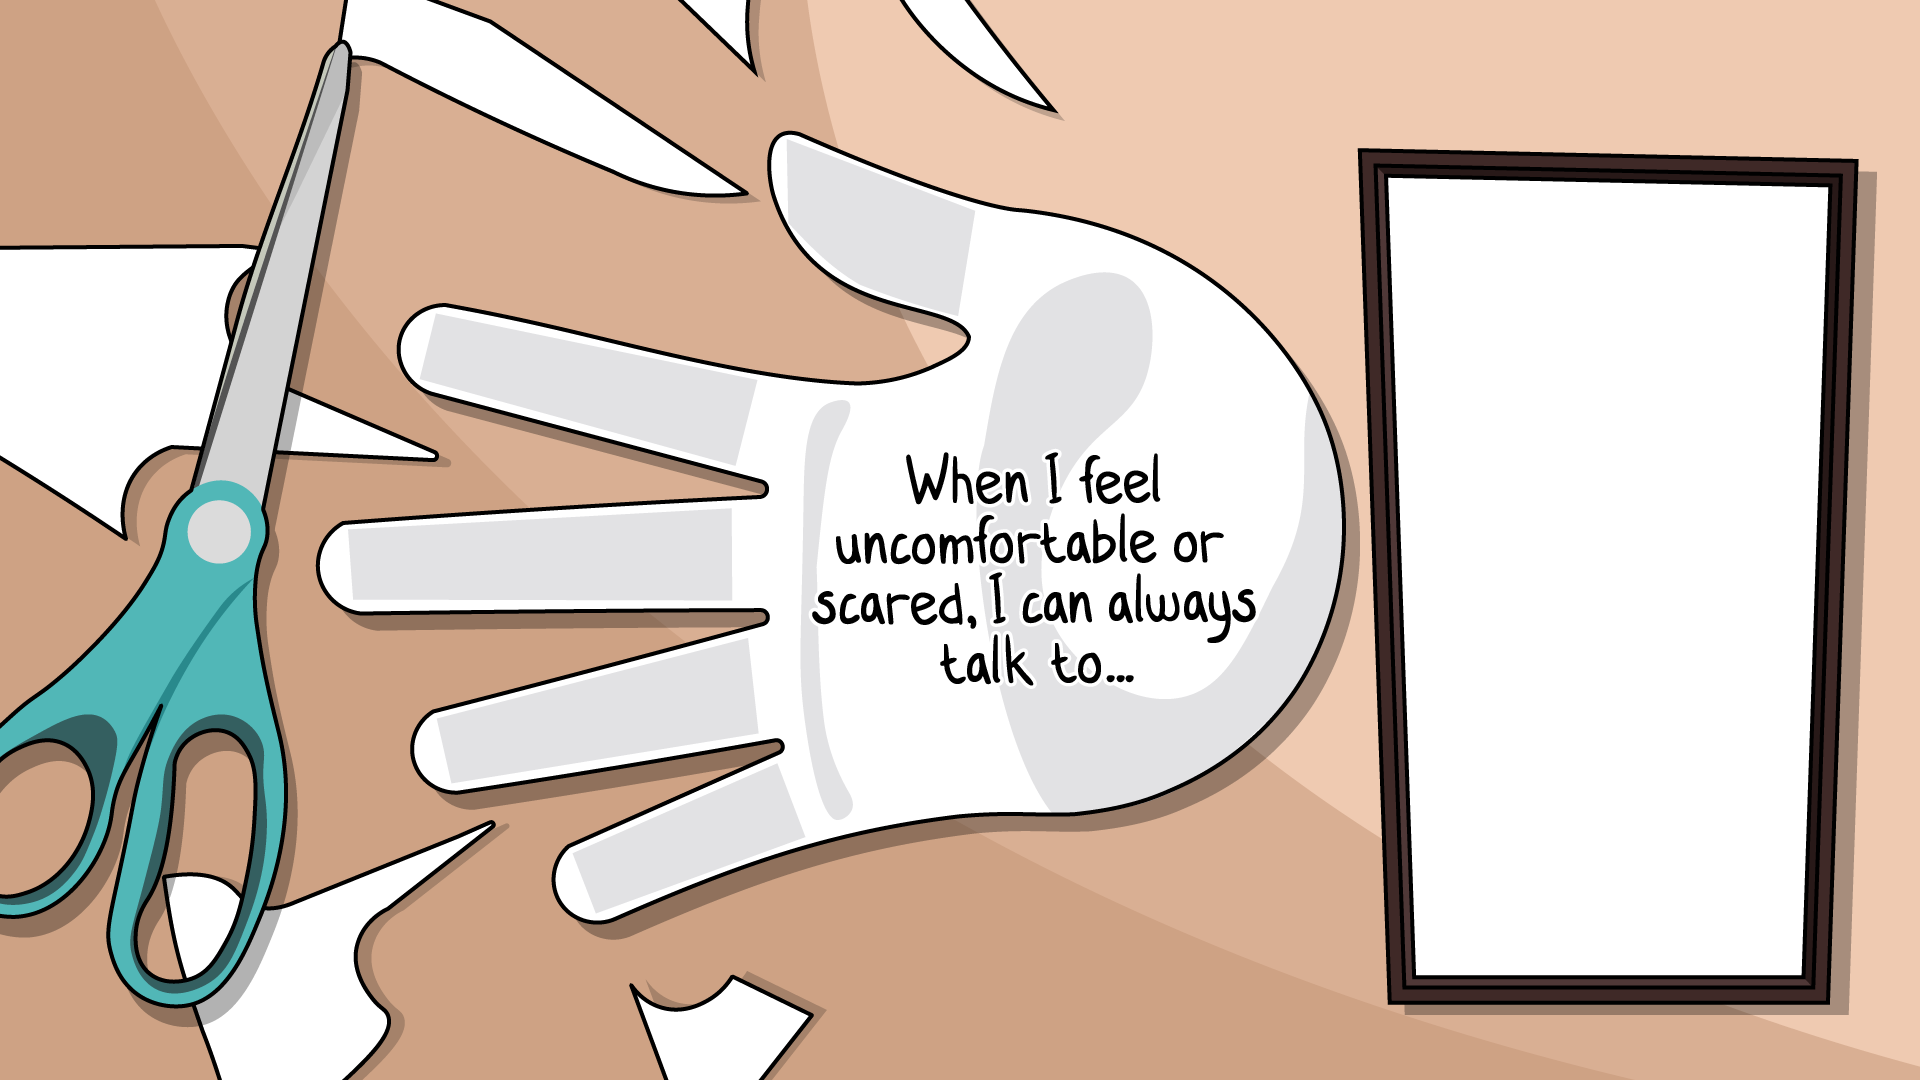 When I feel
uncomfortable or
scared, I can always
talk to...